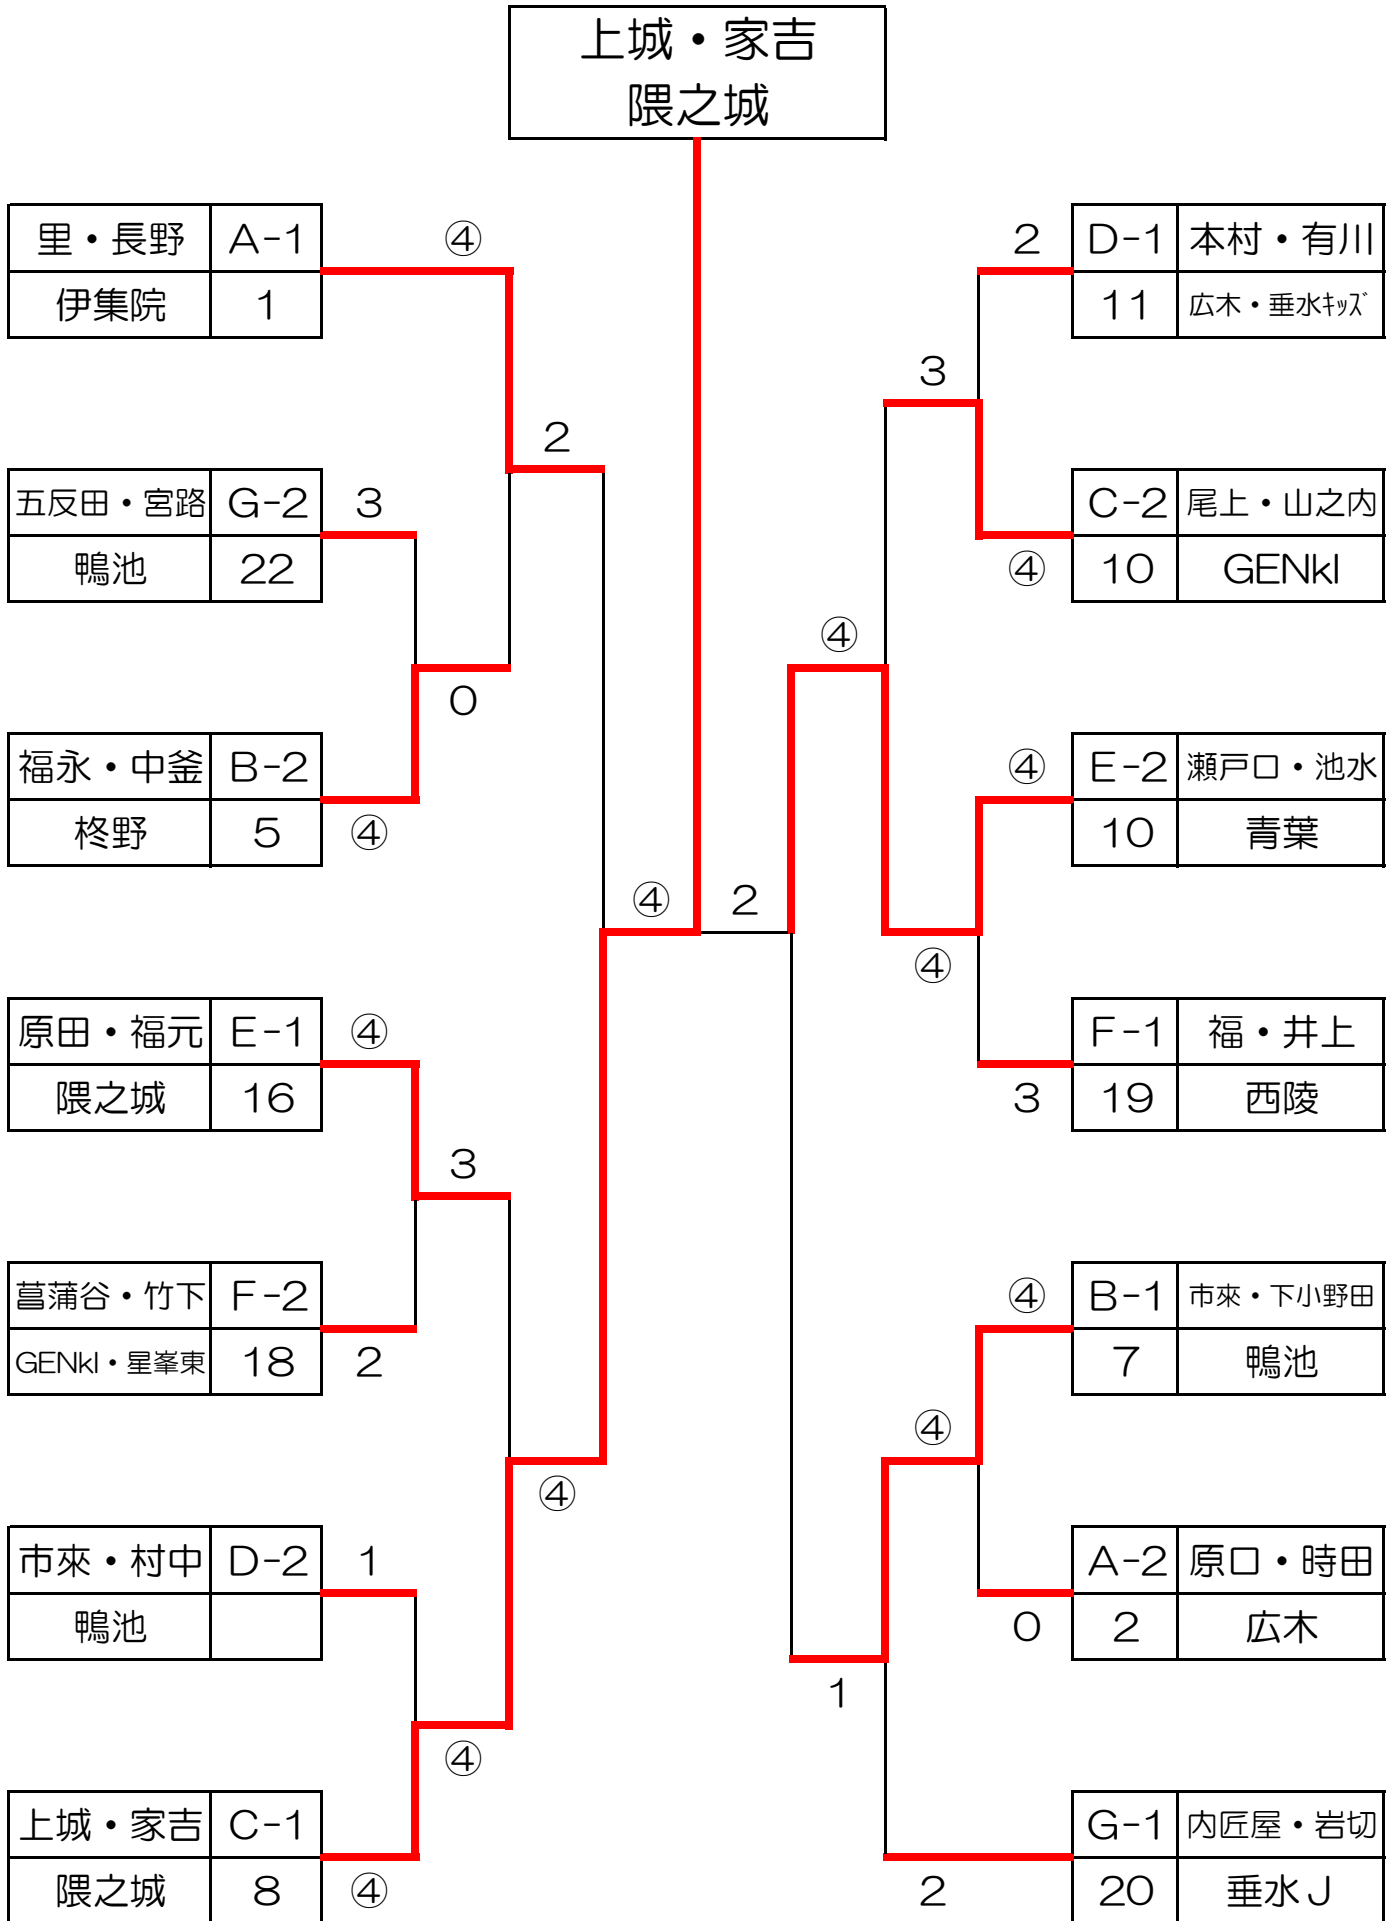 上城・家吉
隈之城
里・長野 A-1 ④
伊集院 1
2
五反田・宮路 G-2 3
鴨池 22
0
福永・中釜 B-2
柊野 5 ④
④ 2
原田・福元 E-1 ④
隈之城 16
3
菖蒲谷・竹下 F-2
GENkI・星峯東 18 2
④
市來・村中 D-2 1
鴨池
④
上城・家吉 C-1
隈之城 8 ④
2 D-1 本村・有川
11 広木・垂水ｷｯｽﾞ
3
C-2 尾上・山之内
④ 10 GENkI
④
④ E-2 瀬戸口・池水
10 青葉
④
F-1 福・井上
3 19 西陵
④ B-1 市來・下小野田
7 鴨池
④
A-2 原口・時田
0 2 広木
1
G-1 内匠屋・岩切
2 20 垂水J